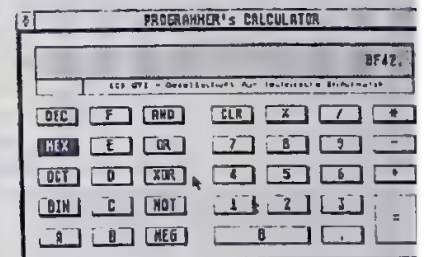 PROGRAMMER's CALCULATOR
BF42.
DEC F AND CLR X / *
HEX E OR 7 8 9 -
OCT D XOR 4 5 6 +
BIN C NOT 1 2 3 =
A B NEG 0 .